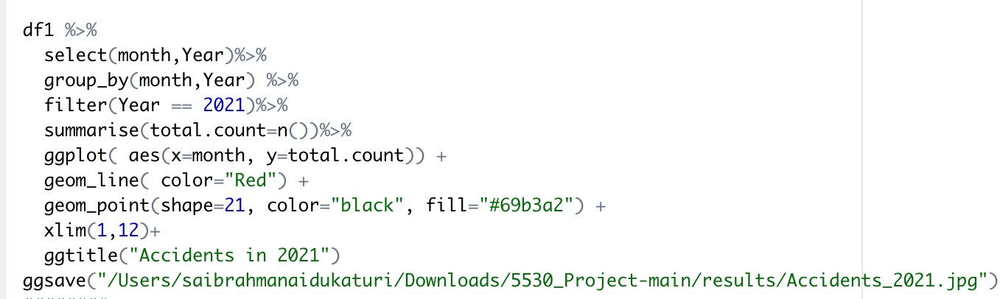 df1 %>%
  select(month,Year)%>%
  group_by(month,Year) %>%
  filter(Year == 2021)%>%
  summarise(total.count=n())%>%
  ggplot( aes(x=month, y=total.count)) +
  geom_line( color="Red") +
  geom_point(shape=21, color="black", fill="#69b3a2") +
  xlim(1,12)+
  ggtitle("Accidents in 2021")
ggsave("/Users/saibrahmanaidukaturi/Downloads/5530_Project-main/results/Accidents_2021.jpg")